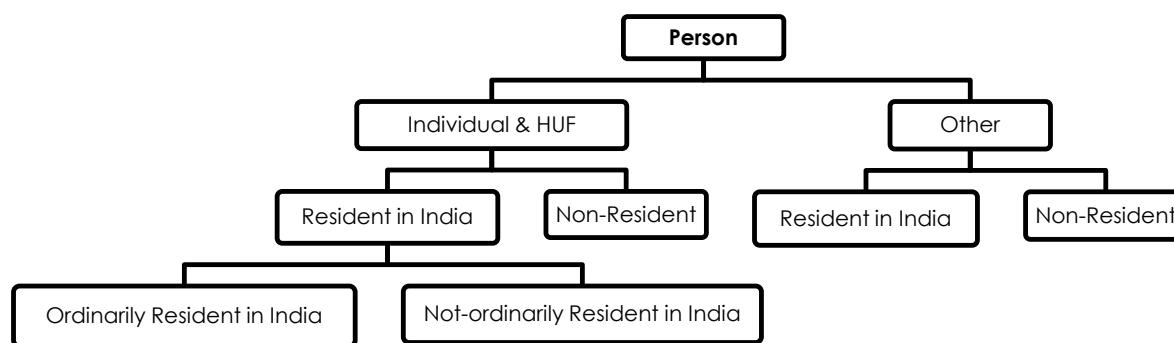 Person
Individual & HUF
Other
Resident in India
Non-Resident
Resident in India
Non-Resident
Ordinarily Resident in India
Not-ordinarily Resident in India